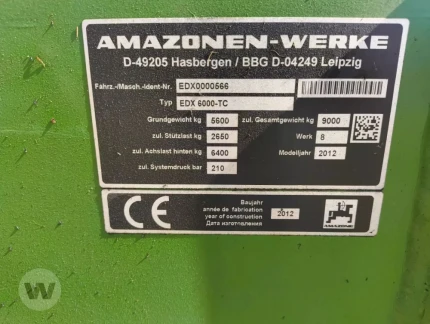 AMAZONEN-WERKE
D-49205 Hasbergen / BBG D-04249 Leipzig
Fahrz.-/Masch.-Ident-Nr. EDX0000566
Typ EDX 6000-TC
Grundgewicht kg 5600 zul. Gesamtgewicht kg 9000
zul. Stützlast kg 2650 Werk 8
zul. Achslast hinten kg 6400 Modelljahr 2012
zul. Systemdruck bar 210
CE
Baujahr
année de fabrication
year of construction
Дата изготовления
2012
AMAZONE
W